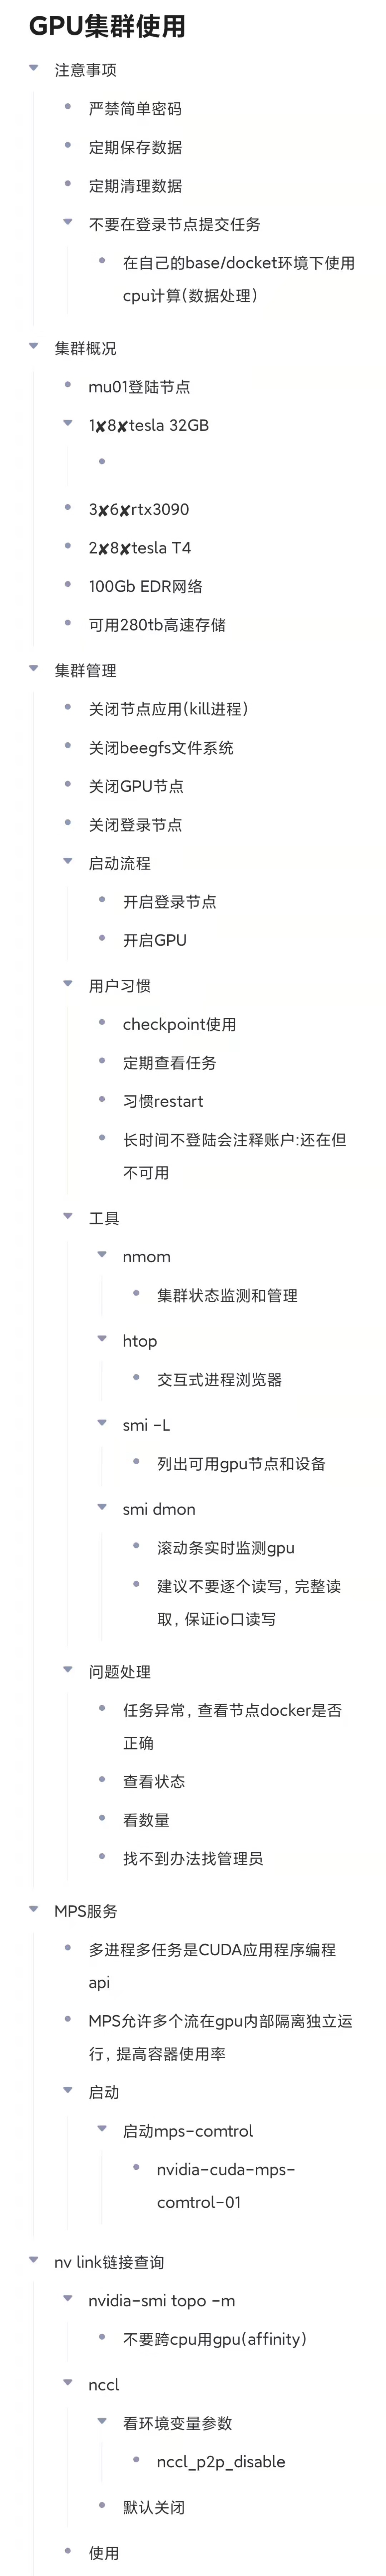 GPU集群使用
注意事项
严禁简单密码
定期保存数据
定期清理数据
不要在登录节点提交任务
在自己的base/docket环境下使用
cpu计算(数据处理)
集群概况
mu01登陆节点
1✘8✘tesla 32GB
3✘6✘rtx3090
2✘8✘tesla T4
100Gb EDR网络
可用280tb高速存储
集群管理
关闭节点应用(kill进程)
关闭beegfs文件系统
关闭GPU节点
关闭登录节点
启动流程
开启登录节点
开启GPU
用户习惯
checkpoint使用
定期查看任务
习惯restart
长时间不登陆会注释账户:还在但
不可用
工具
nmom
集群状态监测和管理
htop
交互式进程浏览器
smi -L
列出可用gpu节点和设备
smi dmon
滚动条实时监测gpu
建议不要逐个读写, 完整读
取, 保证io口读写
问题处理
任务异常, 查看节点docker是否
正确
查看状态
看数量
找不到办法找管理员
MPS服务
多进程多任务是CUDA应用程序编程
api
MPS允许多个流在gpu内部隔离独立运
行, 提高容器使用率
启动
启动mps-comtrol
nvidia-cuda-mps-
comtrol-01
nv link链接查询
nvidia-smi topo -m
不要跨cpu用gpu(affinity)
nccl
看环境变量参数
nccl_p2p_disable
默认关闭
使用